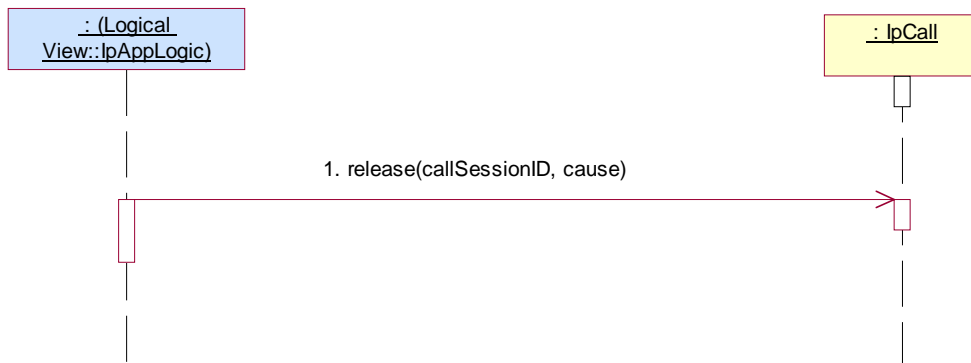 : (Logical
View::IpAppLogic)
: IpCall
1. release(callSessionID, cause)